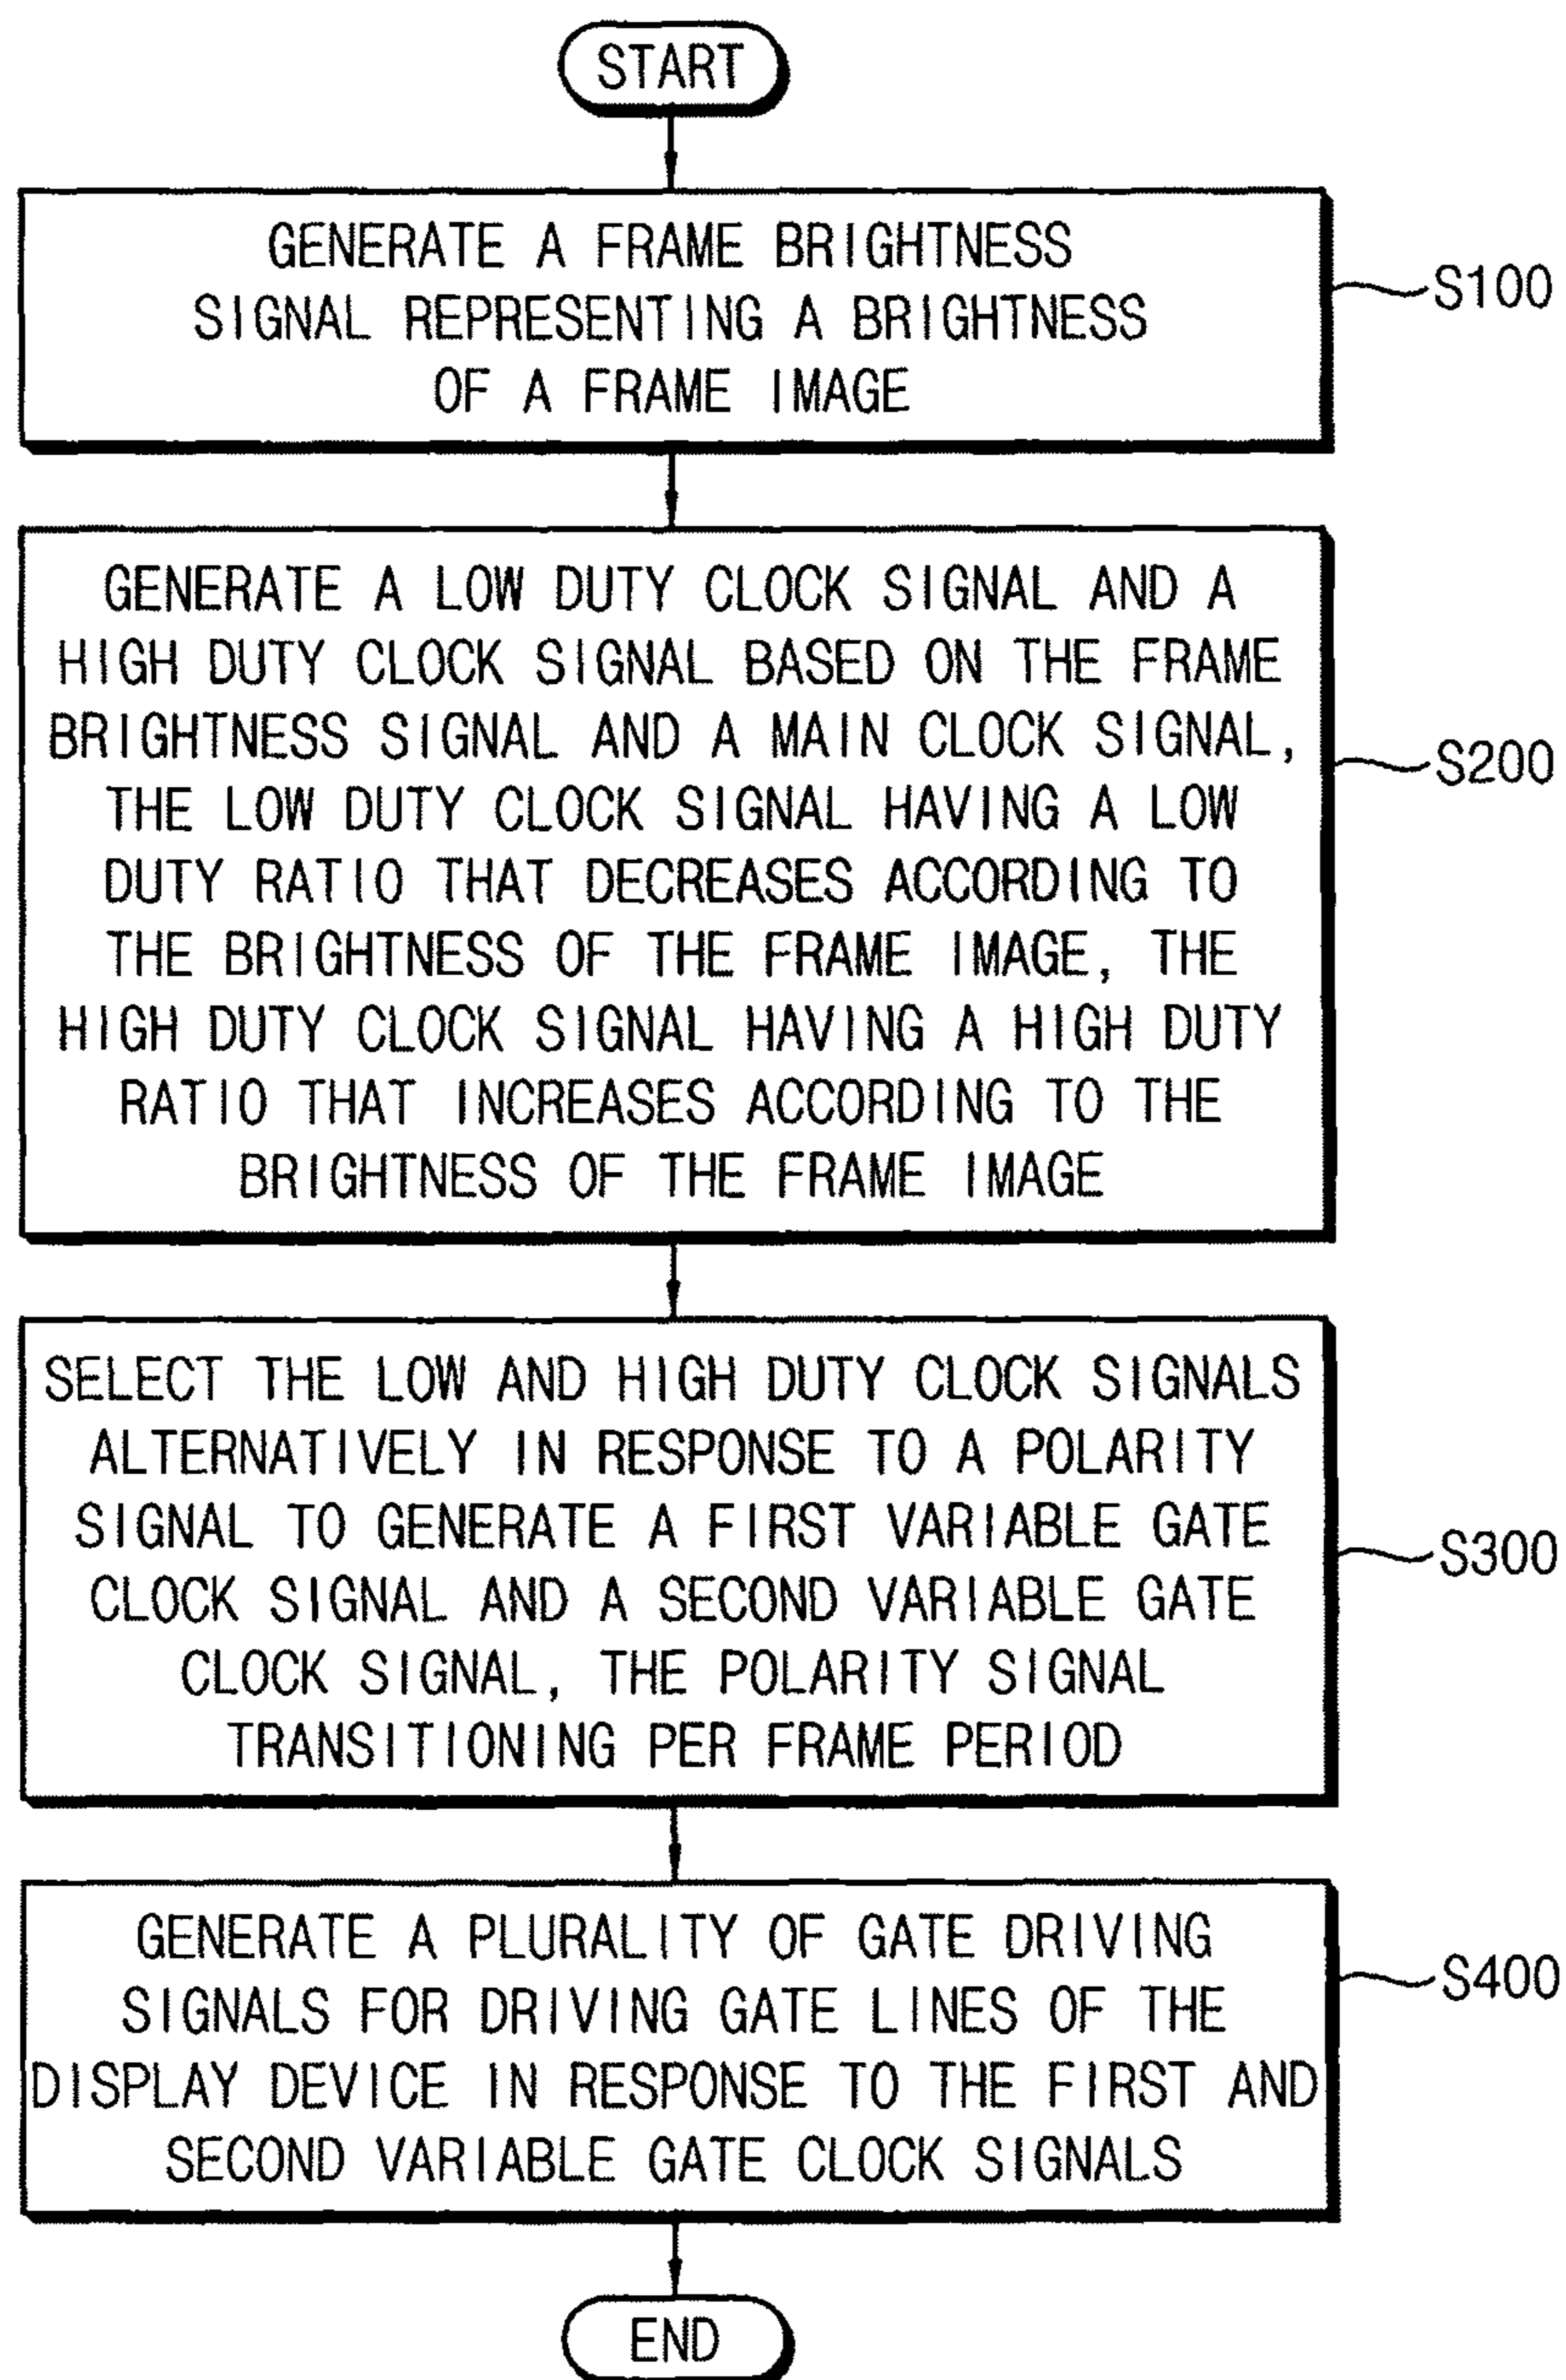 START
GENERATE A FRAME BRIGHTNESS
SIGNAL REPRESENTING A BRIGHTNESS
OF A FRAME IMAGE
S100
GENERATE A LOW DUTY CLOCK SIGNAL AND A
HIGH DUTY CLOCK SIGNAL BASED ON THE FRAME
BRIGHTNESS SIGNAL AND A MAIN CLOCK SIGNAL,
THE LOW DUTY CLOCK SIGNAL HAVING A LOW
DUTY RATIO THAT DECREASES ACCORDING TO
THE BRIGHTNESS OF THE FRAME IMAGE, THE
HIGH DUTY CLOCK SIGNAL HAVING A HIGH DUTY
RATIO THAT INCREASES ACCORDING TO THE
BRIGHTNESS OF THE FRAME IMAGE
S200
SELECT THE LOW AND HIGH DUTY CLOCK SIGNALS
ALTERNATIVELY IN RESPONSE TO A POLARITY
SIGNAL TO GENERATE A FIRST VARIABLE GATE
CLOCK SIGNAL AND A SECOND VARIABLE GATE
CLOCK SIGNAL, THE POLARITY SIGNAL
TRANSITIONING PER FRAME PERIOD
S300
GENERATE A PLURALITY OF GATE DRIVING
SIGNALS FOR DRIVING GATE LINES OF THE
DISPLAY DEVICE IN RESPONSE TO THE FIRST AND
SECOND VARIABLE GATE CLOCK SIGNALS
S400
END